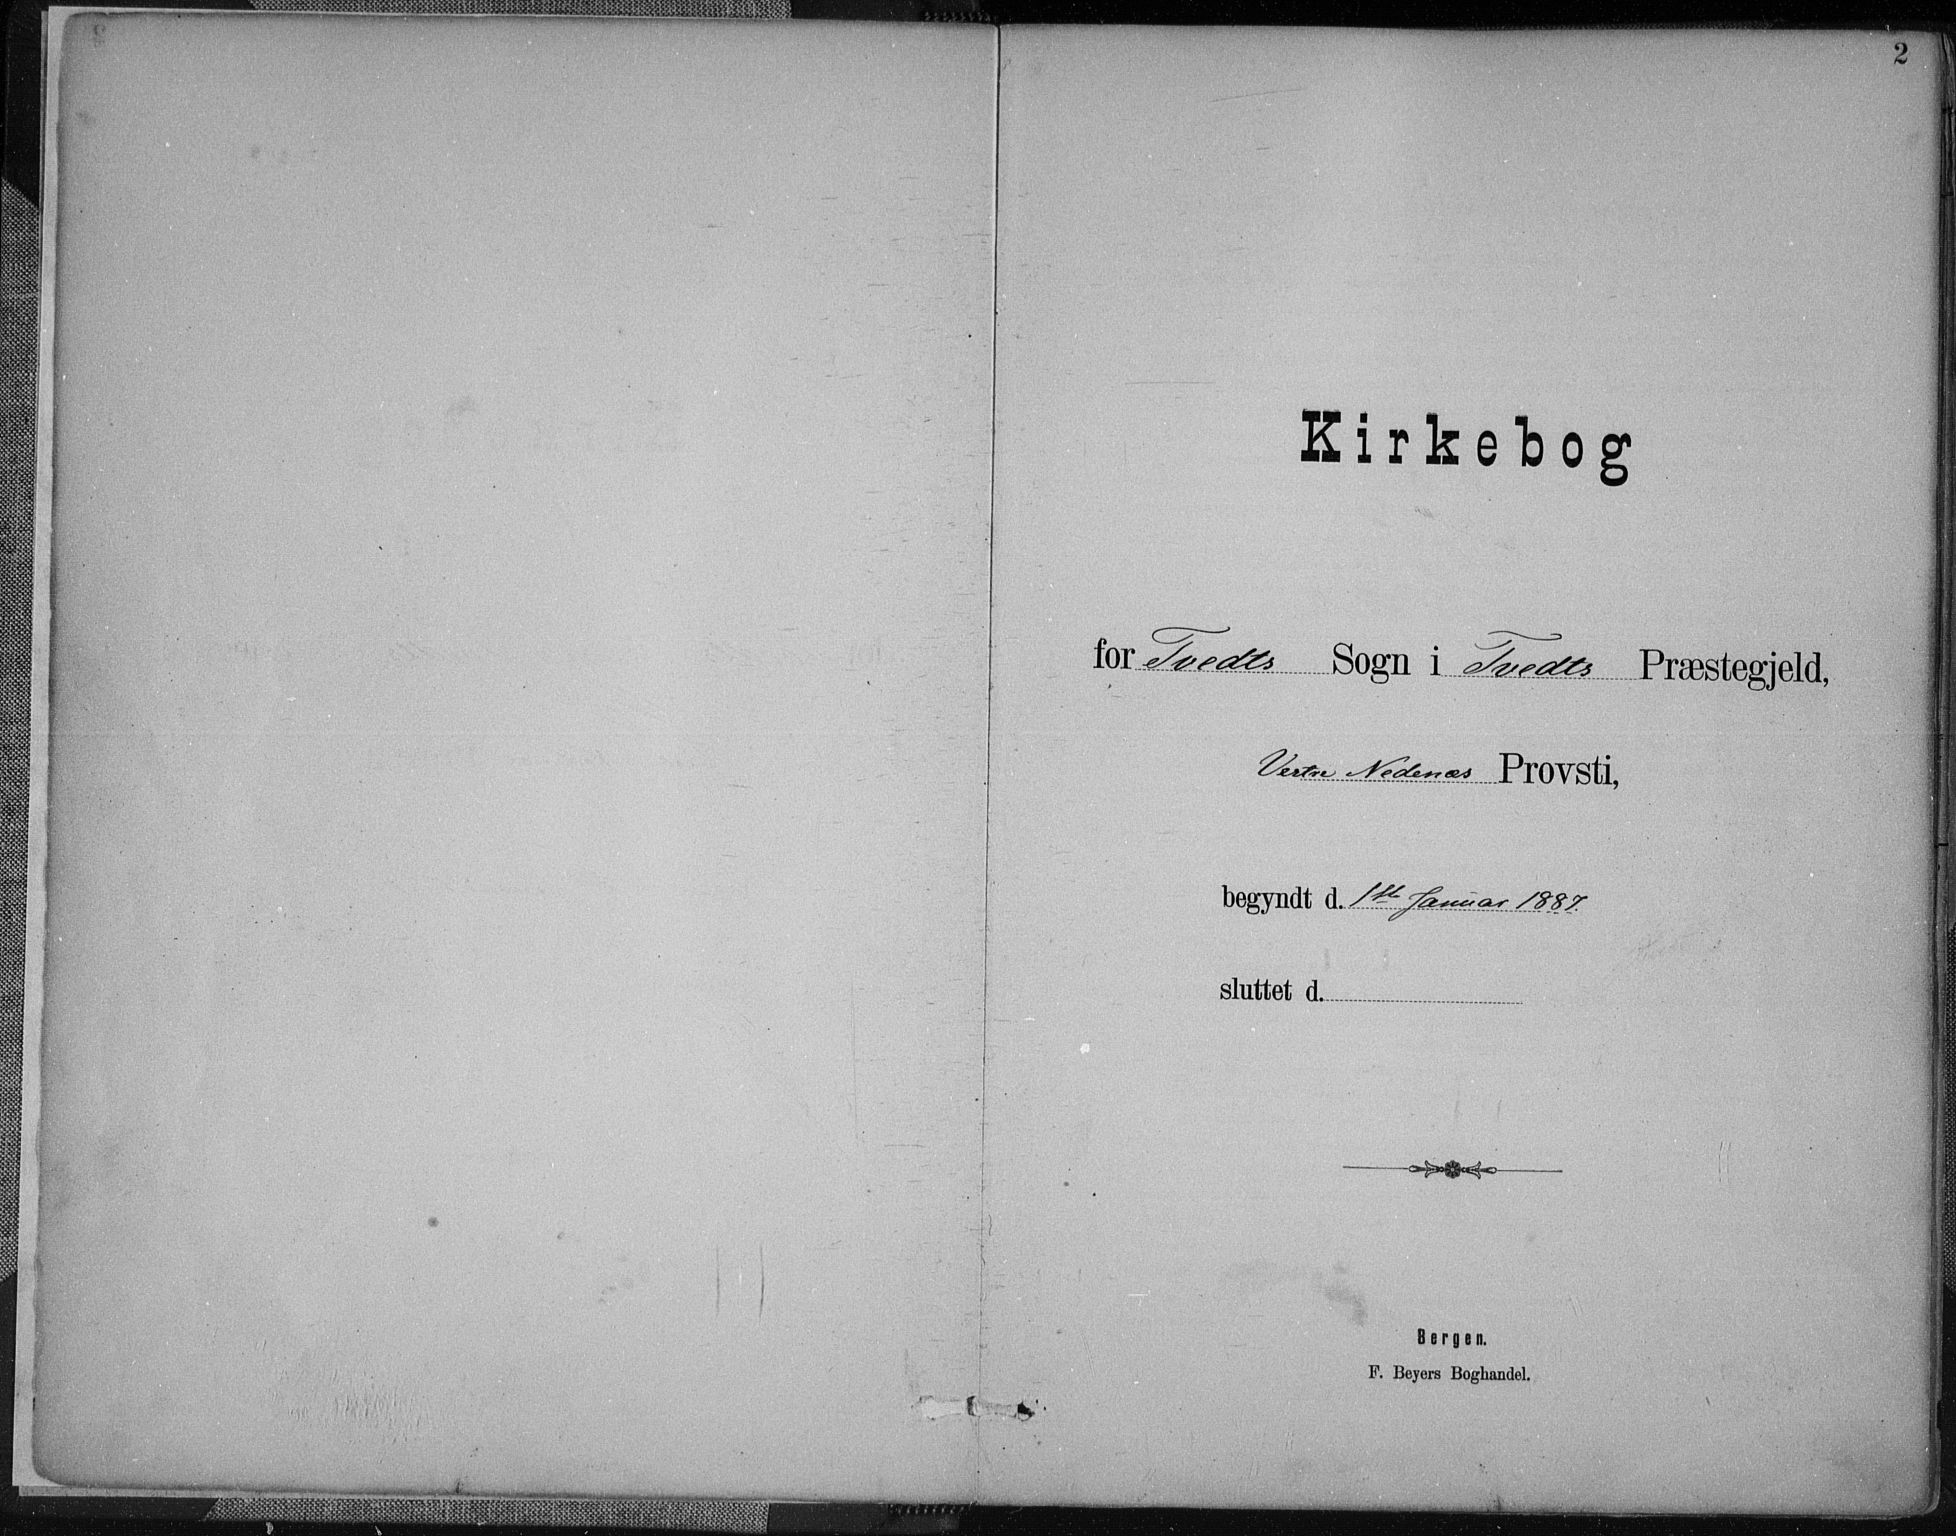 2
Kirkebog
for Tvedts Sogn i Tvedts Præstegjeld,
Vestre Nedenæs Provsti,
begyndt d. 1ste Januar 1887.
sluttet d.
Bergen.
F. Beyers Boghandel.